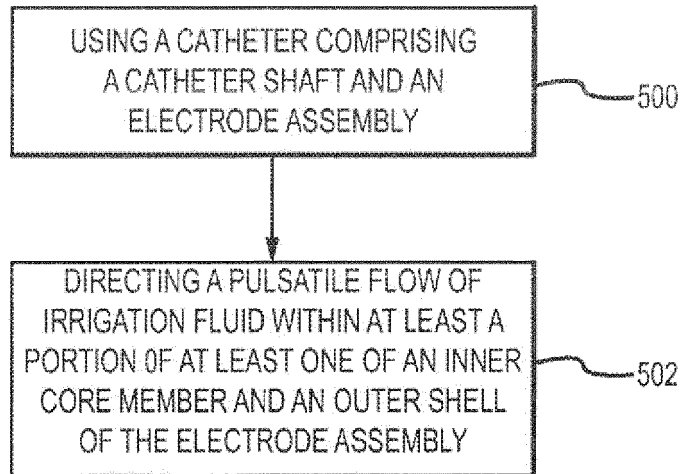 USING A CATHETER COMPRISING
A CATHETER SHAFT AND AN
ELECTRODE ASSEMBLY
500
DIRECTING A PULSATILE FLOW OF
IRRIGATION FLUID WITHIN AT LEAST A
PORTION 0F AT LEAST ONE OF AN INNER
CORE MEMBER AND AN OUTER SHELL
OF THE ELECTRODE ASSEMBLY
502